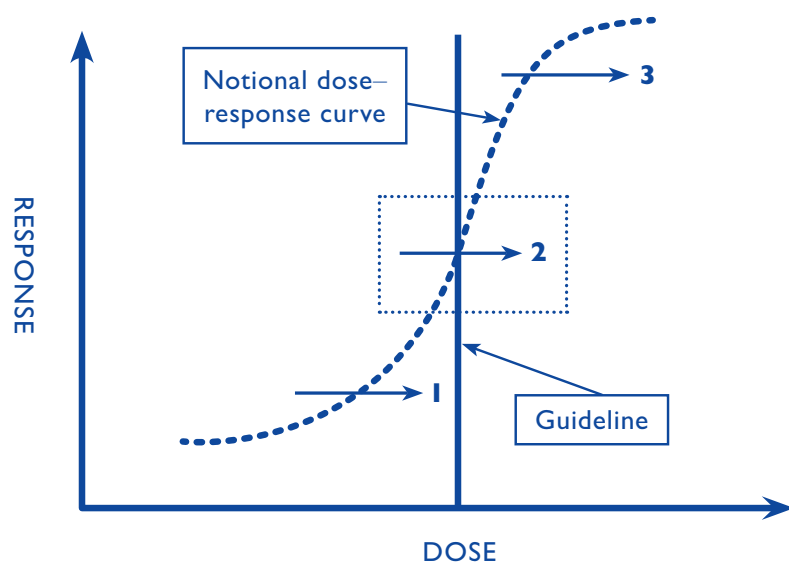 Notional dose–
response curve
3
2
1
Guideline
RESPONSE
DOSE